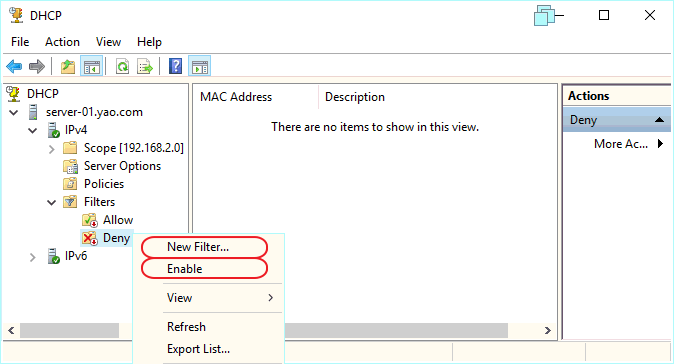 DHCP
File Action View Help
DHCP
server-01.yao.com
IPv4
Scope [192.168.2.0]
Server Options
Policies
Filters
Allow
Deny
IPv6
MAC Address Description
There are no items to show in this view.
Actions
Deny
More Ac...
New Filter...
Enable
View
Refresh
Export List...